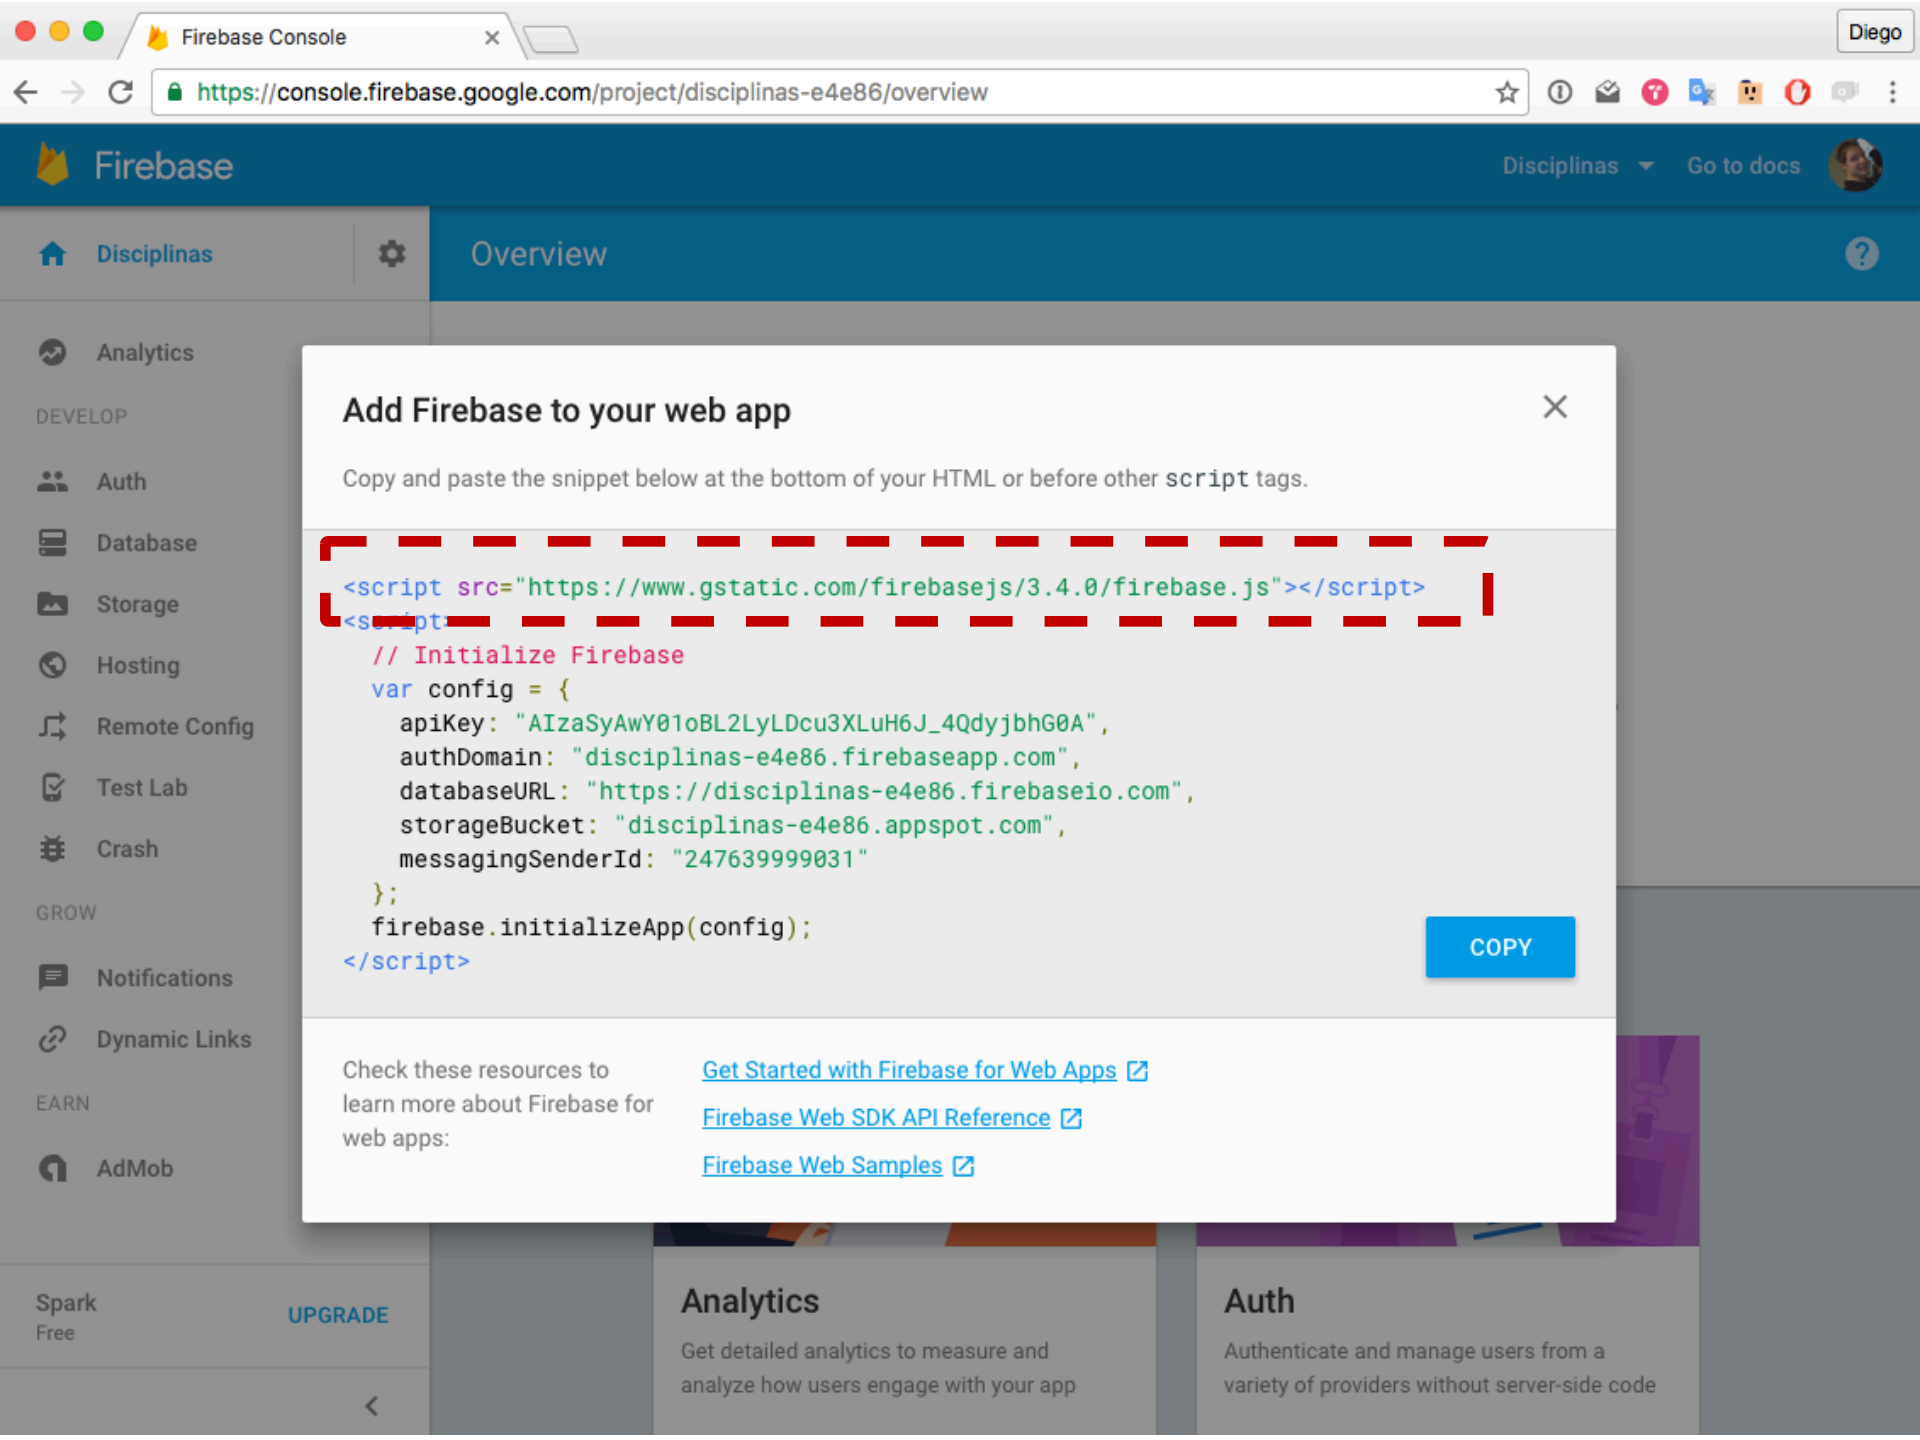 Firebase Console
Diego
https://console.firebase.google.com/project/disciplinas-e4e86/overview
Firebase
Disciplinas
Go to docs
Disciplinas
Overview
Analytics
DEVELOP
Auth
Database
Storage
Hosting
Remote Config
Test Lab
Crash
GROW
Notifications
Dynamic Links
EARN
AdMob
Spark
Free
UPGRADE
Add Firebase to your web app
Copy and paste the snippet below at the bottom of your HTML or before other script tags.
<script src="https://www.gstatic.com/firebasejs/3.4.0/firebase.js"></script>
<script>
// Initialize Firebase
var config = {
apiKey: "AIzaSyAwY01oBL2LyLDcu3XLuH6J_4QdyjbhG0A",
authDomain: "disciplinas-e4e86.firebaseapp.com",
databaseURL: "https://disciplinas-e4e86.firebaseio.com",
storageBucket: "disciplinas-e4e86.appspot.com",
messagingSenderId: "247639999031"
};
firebase.initializeApp(config);
</script>
COPY
Check these resources to
learn more about Firebase for
web apps:
Get Started with Firebase for Web Apps
Firebase Web SDK API Reference
Firebase Web Samples
Analytics
Get detailed analytics to measure and
analyze how users engage with your app
Auth
Authenticate and manage users from a
variety of providers without server-side code